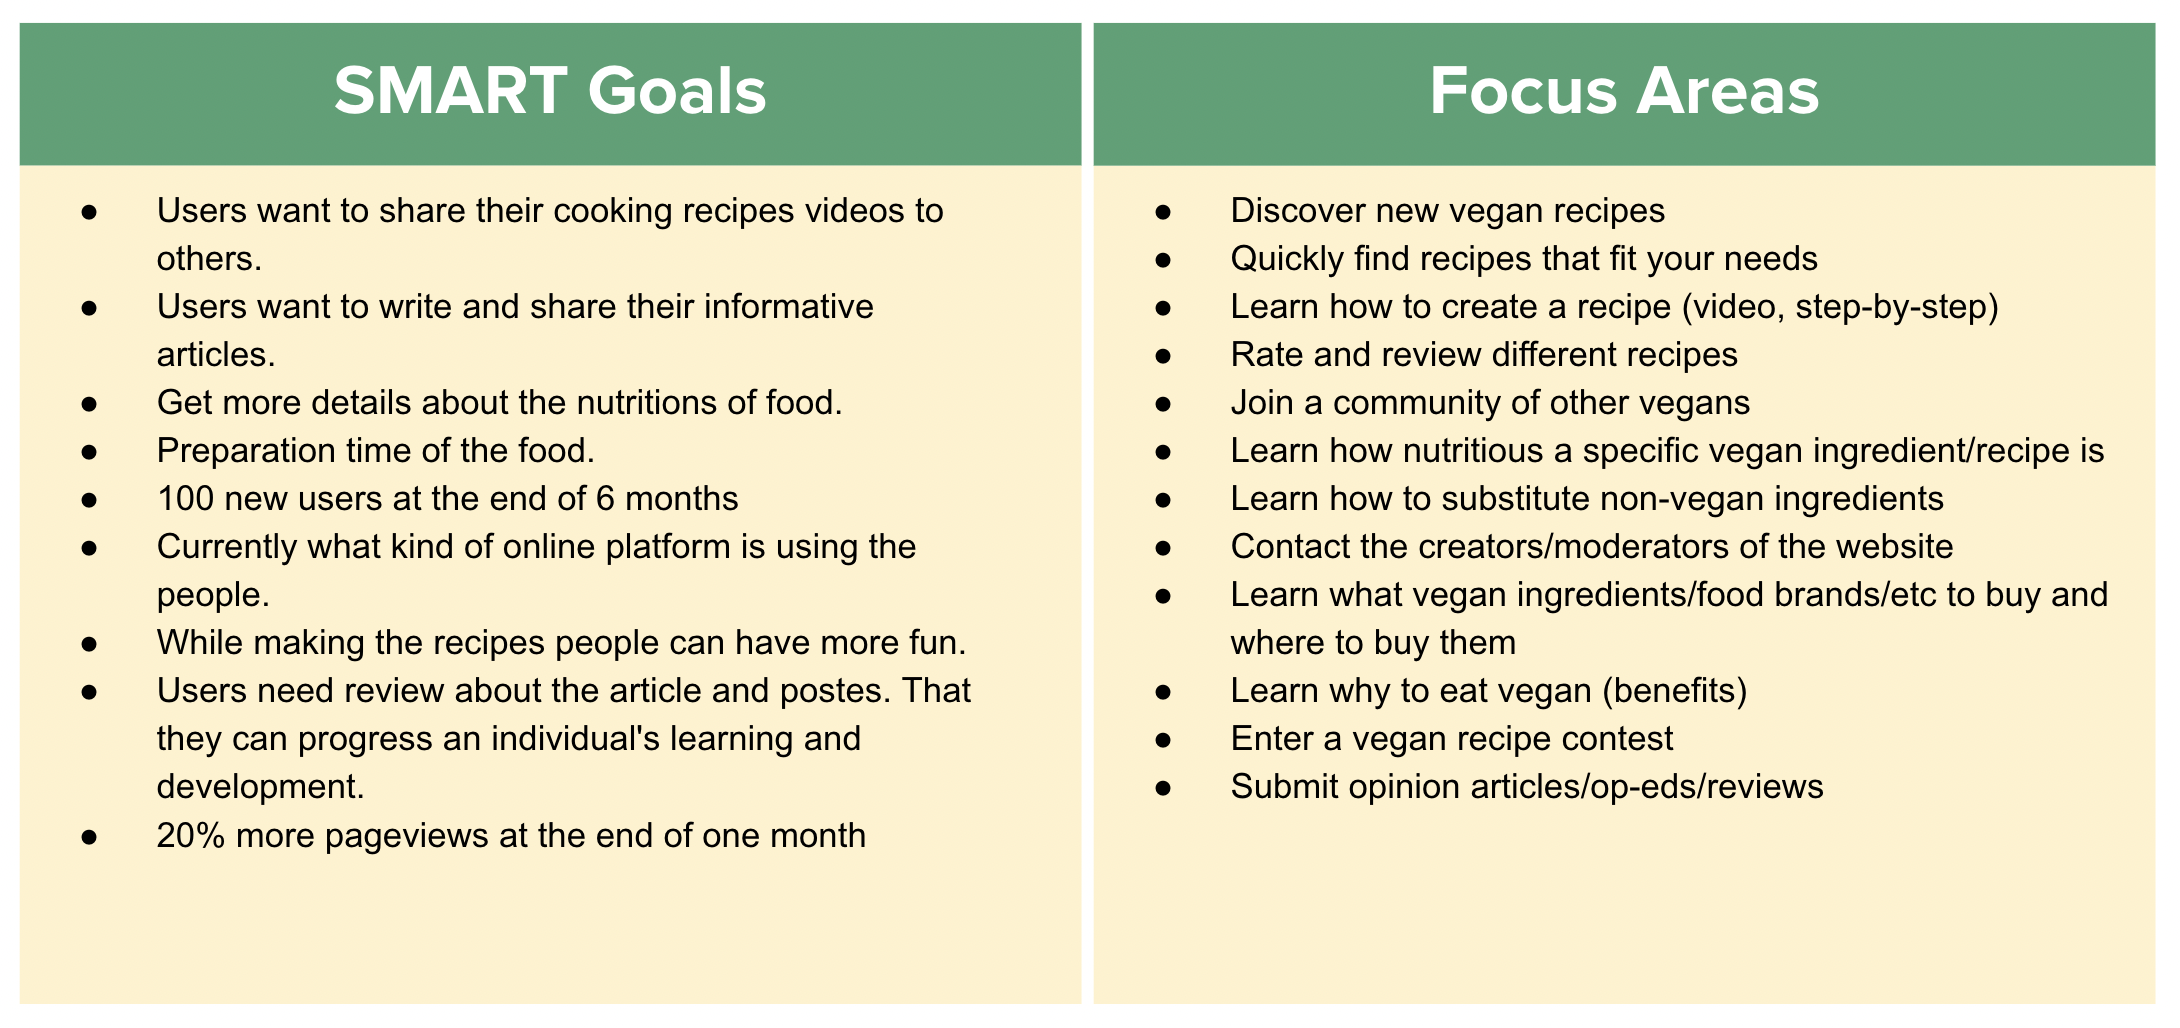 SMART Goals
● Users want to share their cooking recipes videos to
others.
● Users want to write and share their informative
articles.
● Get more details about the nutritions of food.
● Preparation time of the food.
● 100 new users at the end of 6 months
● Currently what kind of online platform is using the
people.
● While making the recipes people can have more fun.
● Users need review about the article and postes. That
they can progress an individual's learning and
development.
● 20% more pageviews at the end of one month
Focus Areas
● Discover new vegan recipes
● Quickly find recipes that fit your needs
● Learn how to create a recipe (video, step-by-step)
● Rate and review different recipes
● Join a community of other vegans
● Learn how nutritious a specific vegan ingredient/recipe is
● Learn how to substitute non-vegan ingredients
● Contact the creators/moderators of the website
● Learn what vegan ingredients/food brands/etc to buy and
where to buy them
● Learn why to eat vegan (benefits)
● Enter a vegan recipe contest
● Submit opinion articles/op-eds/reviews